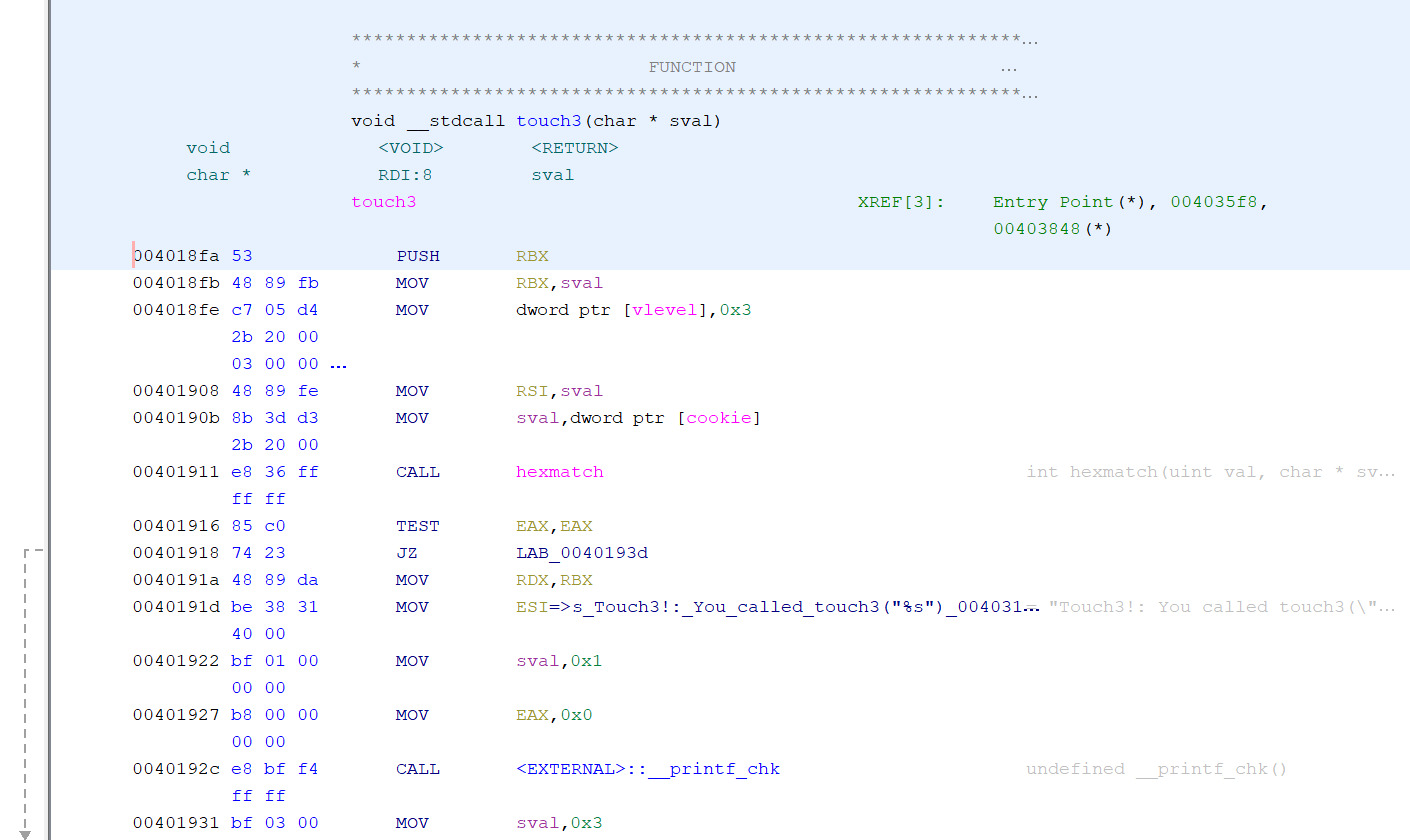 **************************************************************...
* FUNCTION ...
**************************************************************...
void __stdcall touch3(char * sval)
void <VOID> <RETURN>
char * RDI:8 sval
touch3 XREF[3]: Entry Point(*), 004035f8,
00403848(*)
004018fa 53 PUSH RBX
004018fb 48 89 fb MOV RBX,sval
004018fe c7 05 d4 MOV dword ptr [vlevel],0x3
2b 20 00
03 00 00 ...
00401908 48 89 fe MOV RSI,sval
0040190b 8b 3d d3 MOV sval,dword ptr [cookie]
2b 20 00
00401911 e8 36 ff CALL hexmatch int hexmatch(uint val, char * sv...
ff ff
00401916 85 c0 TEST EAX,EAX
00401918 74 23 JZ LAB_0040193d
0040191a 48 89 da MOV RDX,RBX
0040191d be 38 31 MOV ESI=>s_Touch3!:_You_called_touch3("%s")_004031... = "Touch3!: You called touch3(\"...
40 00
00401922 bf 01 00 MOV sval,0x1
00 00
00401927 b8 00 00 MOV EAX,0x0
00 00
0040192c e8 bf f4 CALL <EXTERNAL>::__printf_chk undefined __printf_chk()
ff ff
00401931 bf 03 00 MOV sval,0x3